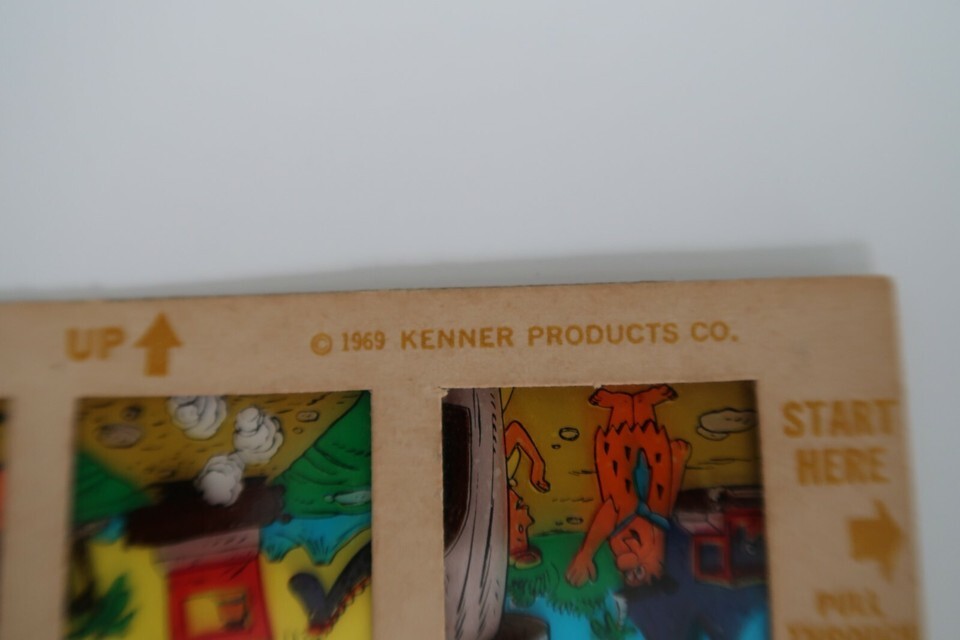 UP
© 1969 KENNER PRODUCTS CO.
START
HERE
PULL